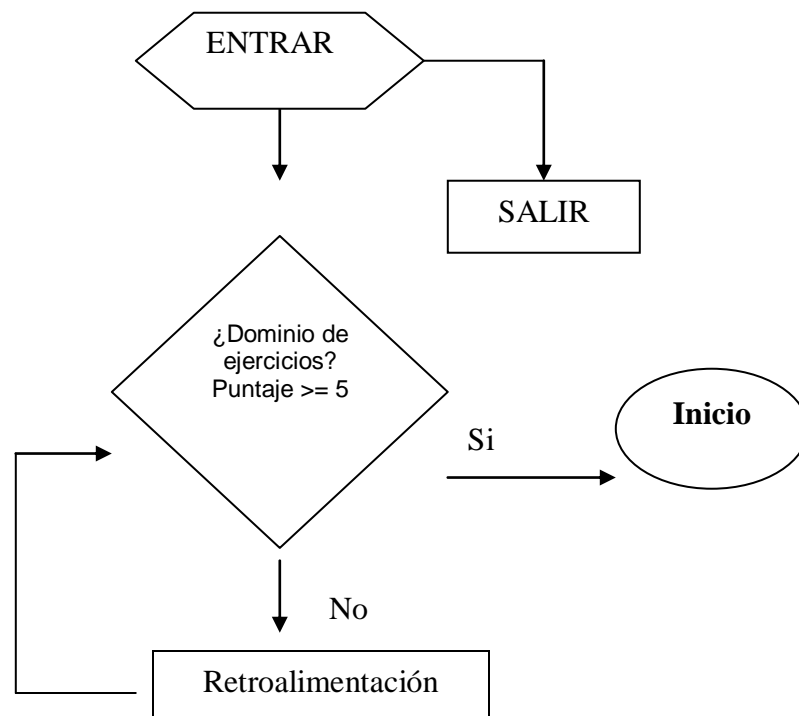 ENTRAR
SALIR
¿Dominio de
ejercicios?
Puntaje >= 5
Inicio
Si
No
Retroalimentación